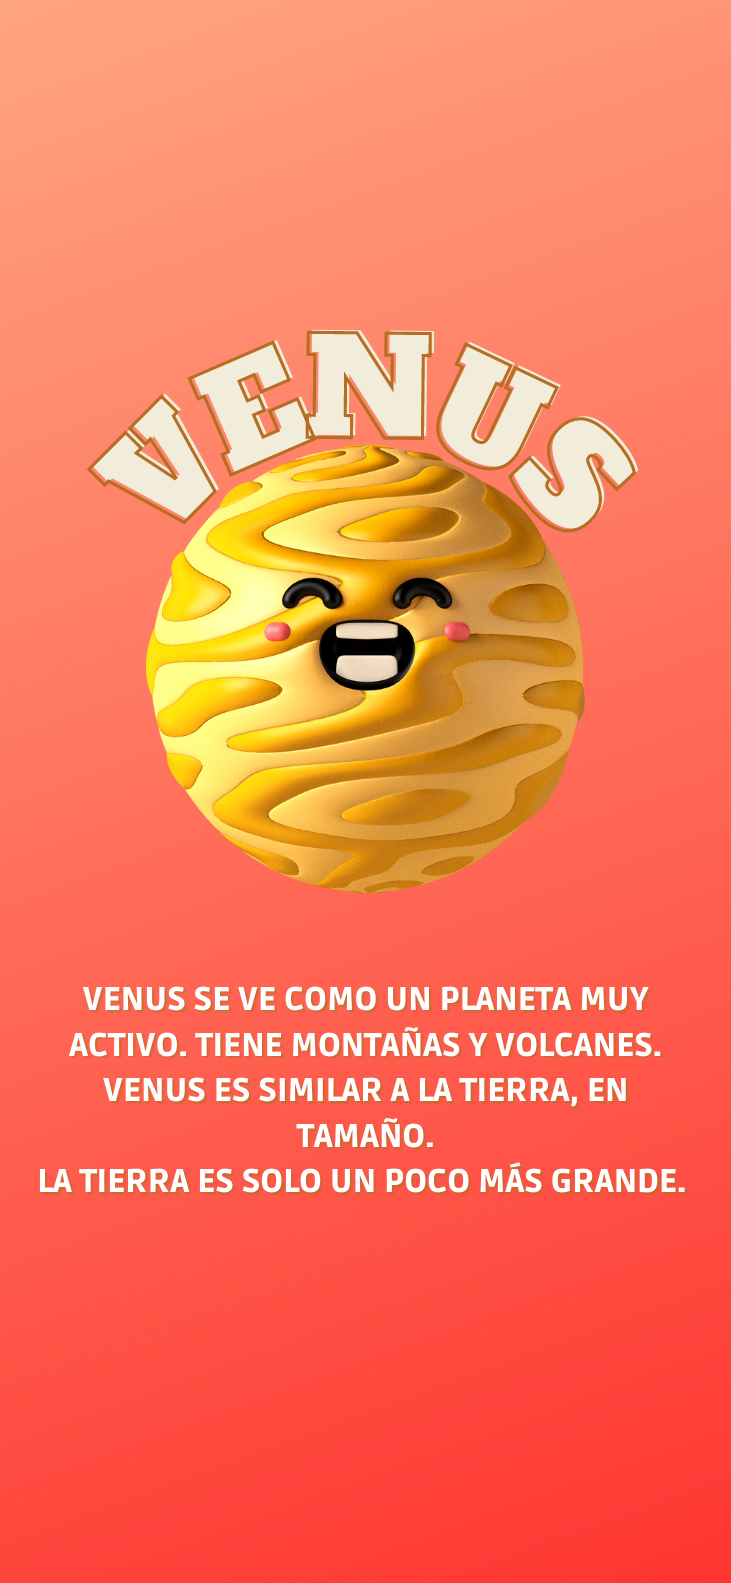 VENUS
VENUS SE VE COMO UN PLANETA MUY
ACTIVO. TIENE MONTAÑAS Y VOLCANES.
VENUS ES SIMILAR A LA TIERRA, EN
TAMAÑO.
LA TIERRA ES SOLO UN POCO MÁS GRANDE.